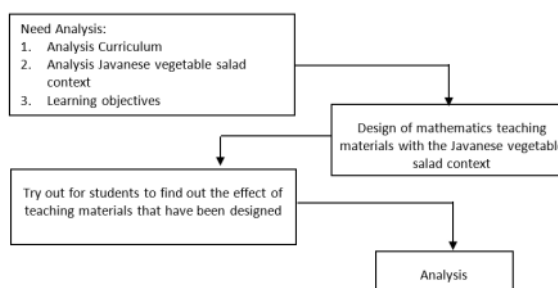 Need Analysis:
1. Analysis Curriculum
2. Analysis Javanese vegetable salad
context
3. Learning objectives
Design of mathematics teaching
materials with the Javanese vegetable
salad context
Try out for students to find out the effect of
teaching materials that have been designed
Analysis